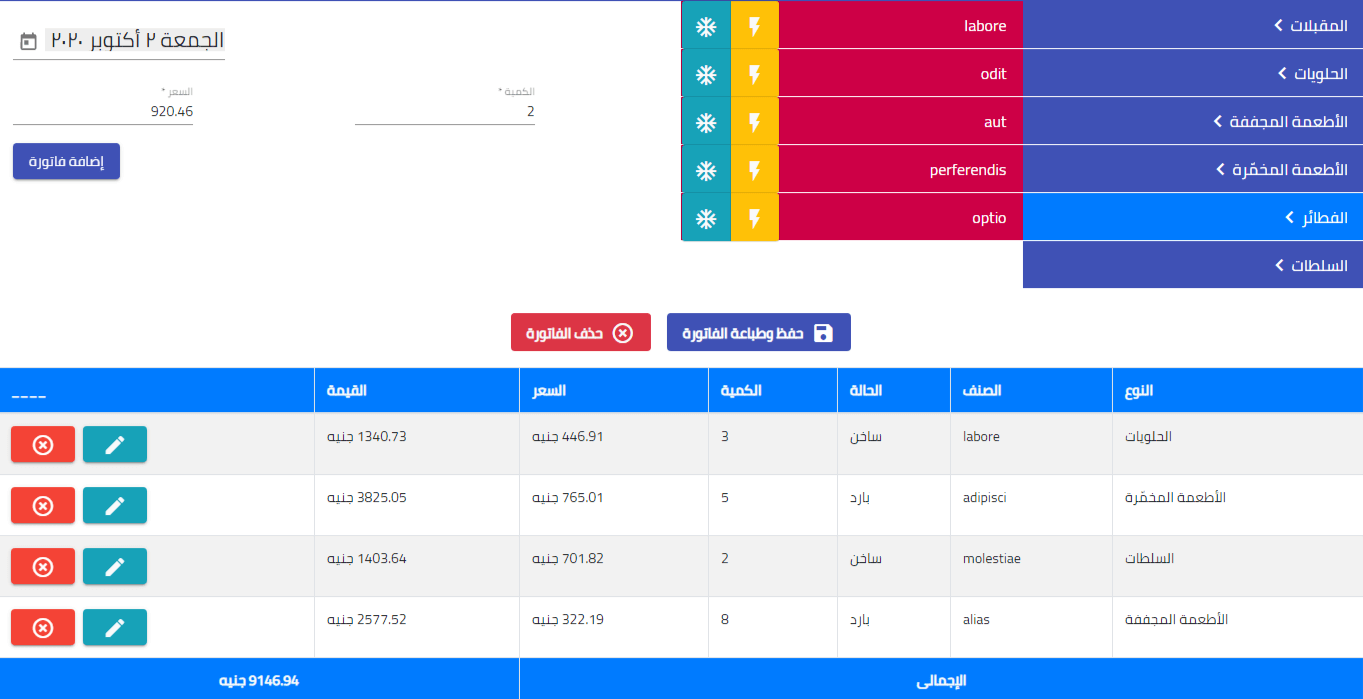 المقبلات
الحلويات
الأطعمة المجففة
الأطعمة المخمّرة
الفطائر
السلطات
labore
odit
aut
perferendis
optio
الجمعة ٢ أكتوبر ٢٠٢٠
الكمية *
2
السعر *
920.46
إضافة فاتورة
حفظ وطباعة الفاتورة
حذف الفاتورة
النوع الصنف الحالة الكمية السعر القيمة ____
الحلويات labore ساخن 3 446.91 جنيه 1340.73 جنيه
الأطعمة المخمّرة adipisci بارد 5 765.01 جنيه 3825.05 جنيه
السلطات molestiae ساخن 2 701.82 جنيه 1403.64 جنيه
الأطعمة المجففة alias بارد 8 322.19 جنيه 2577.52 جنيه
الإجمالى 9146.94 جنيه